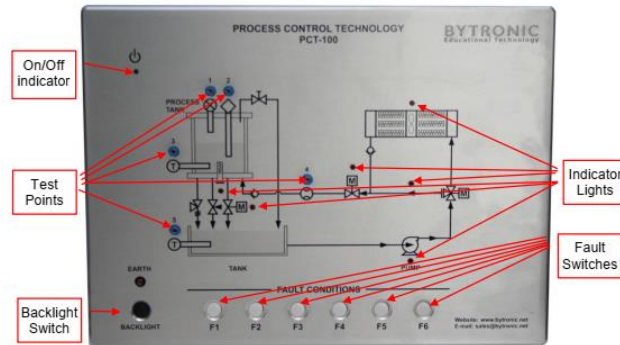 PROCESS CONTROL TECHNOLOGY
PCT-100
BYTRONIC
Educational Technology
On/Off
indicator
1
2
PROCESS
TANK
3
T
4
M
M
M
Test
Points
Indicator
Lights
5
T
TANK
PUMP
Fault
Switches
EARTH
FAULT CONDITIONS
Backlight
Switch
BACKLIGHT
F1
F2
F3
F4
F5
F6
Website: www.bytronic.net
E-mail: sales@bytronic.net